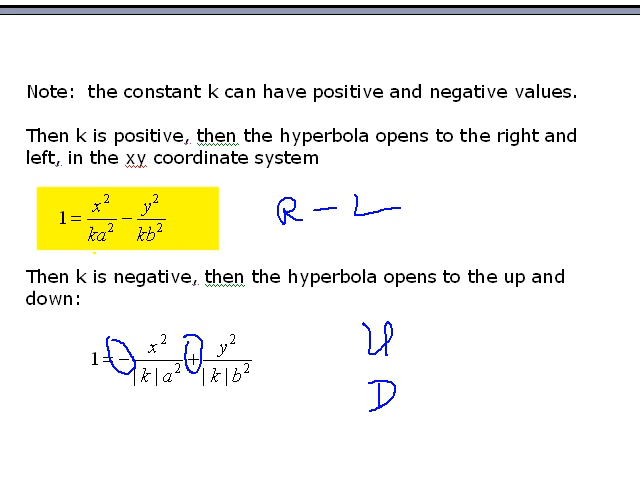 Note: the constant k can have positive and negative values.
Then k is positive, then the hyperbola opens to the right and
left, in the xy coordinate system
1 = x²/ka² − y²/kb²
R – L
Then k is negative, then the hyperbola opens to the up and
down:
1 = − x²/|k|a² + y²/|k|b²
U
D